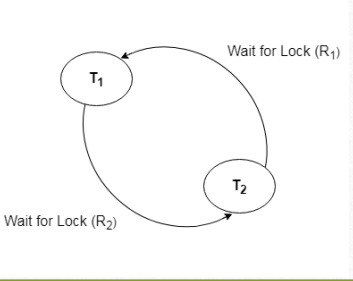 Wait for Lock (R₁)
T₁
T₂
Wait for Lock (R₂)